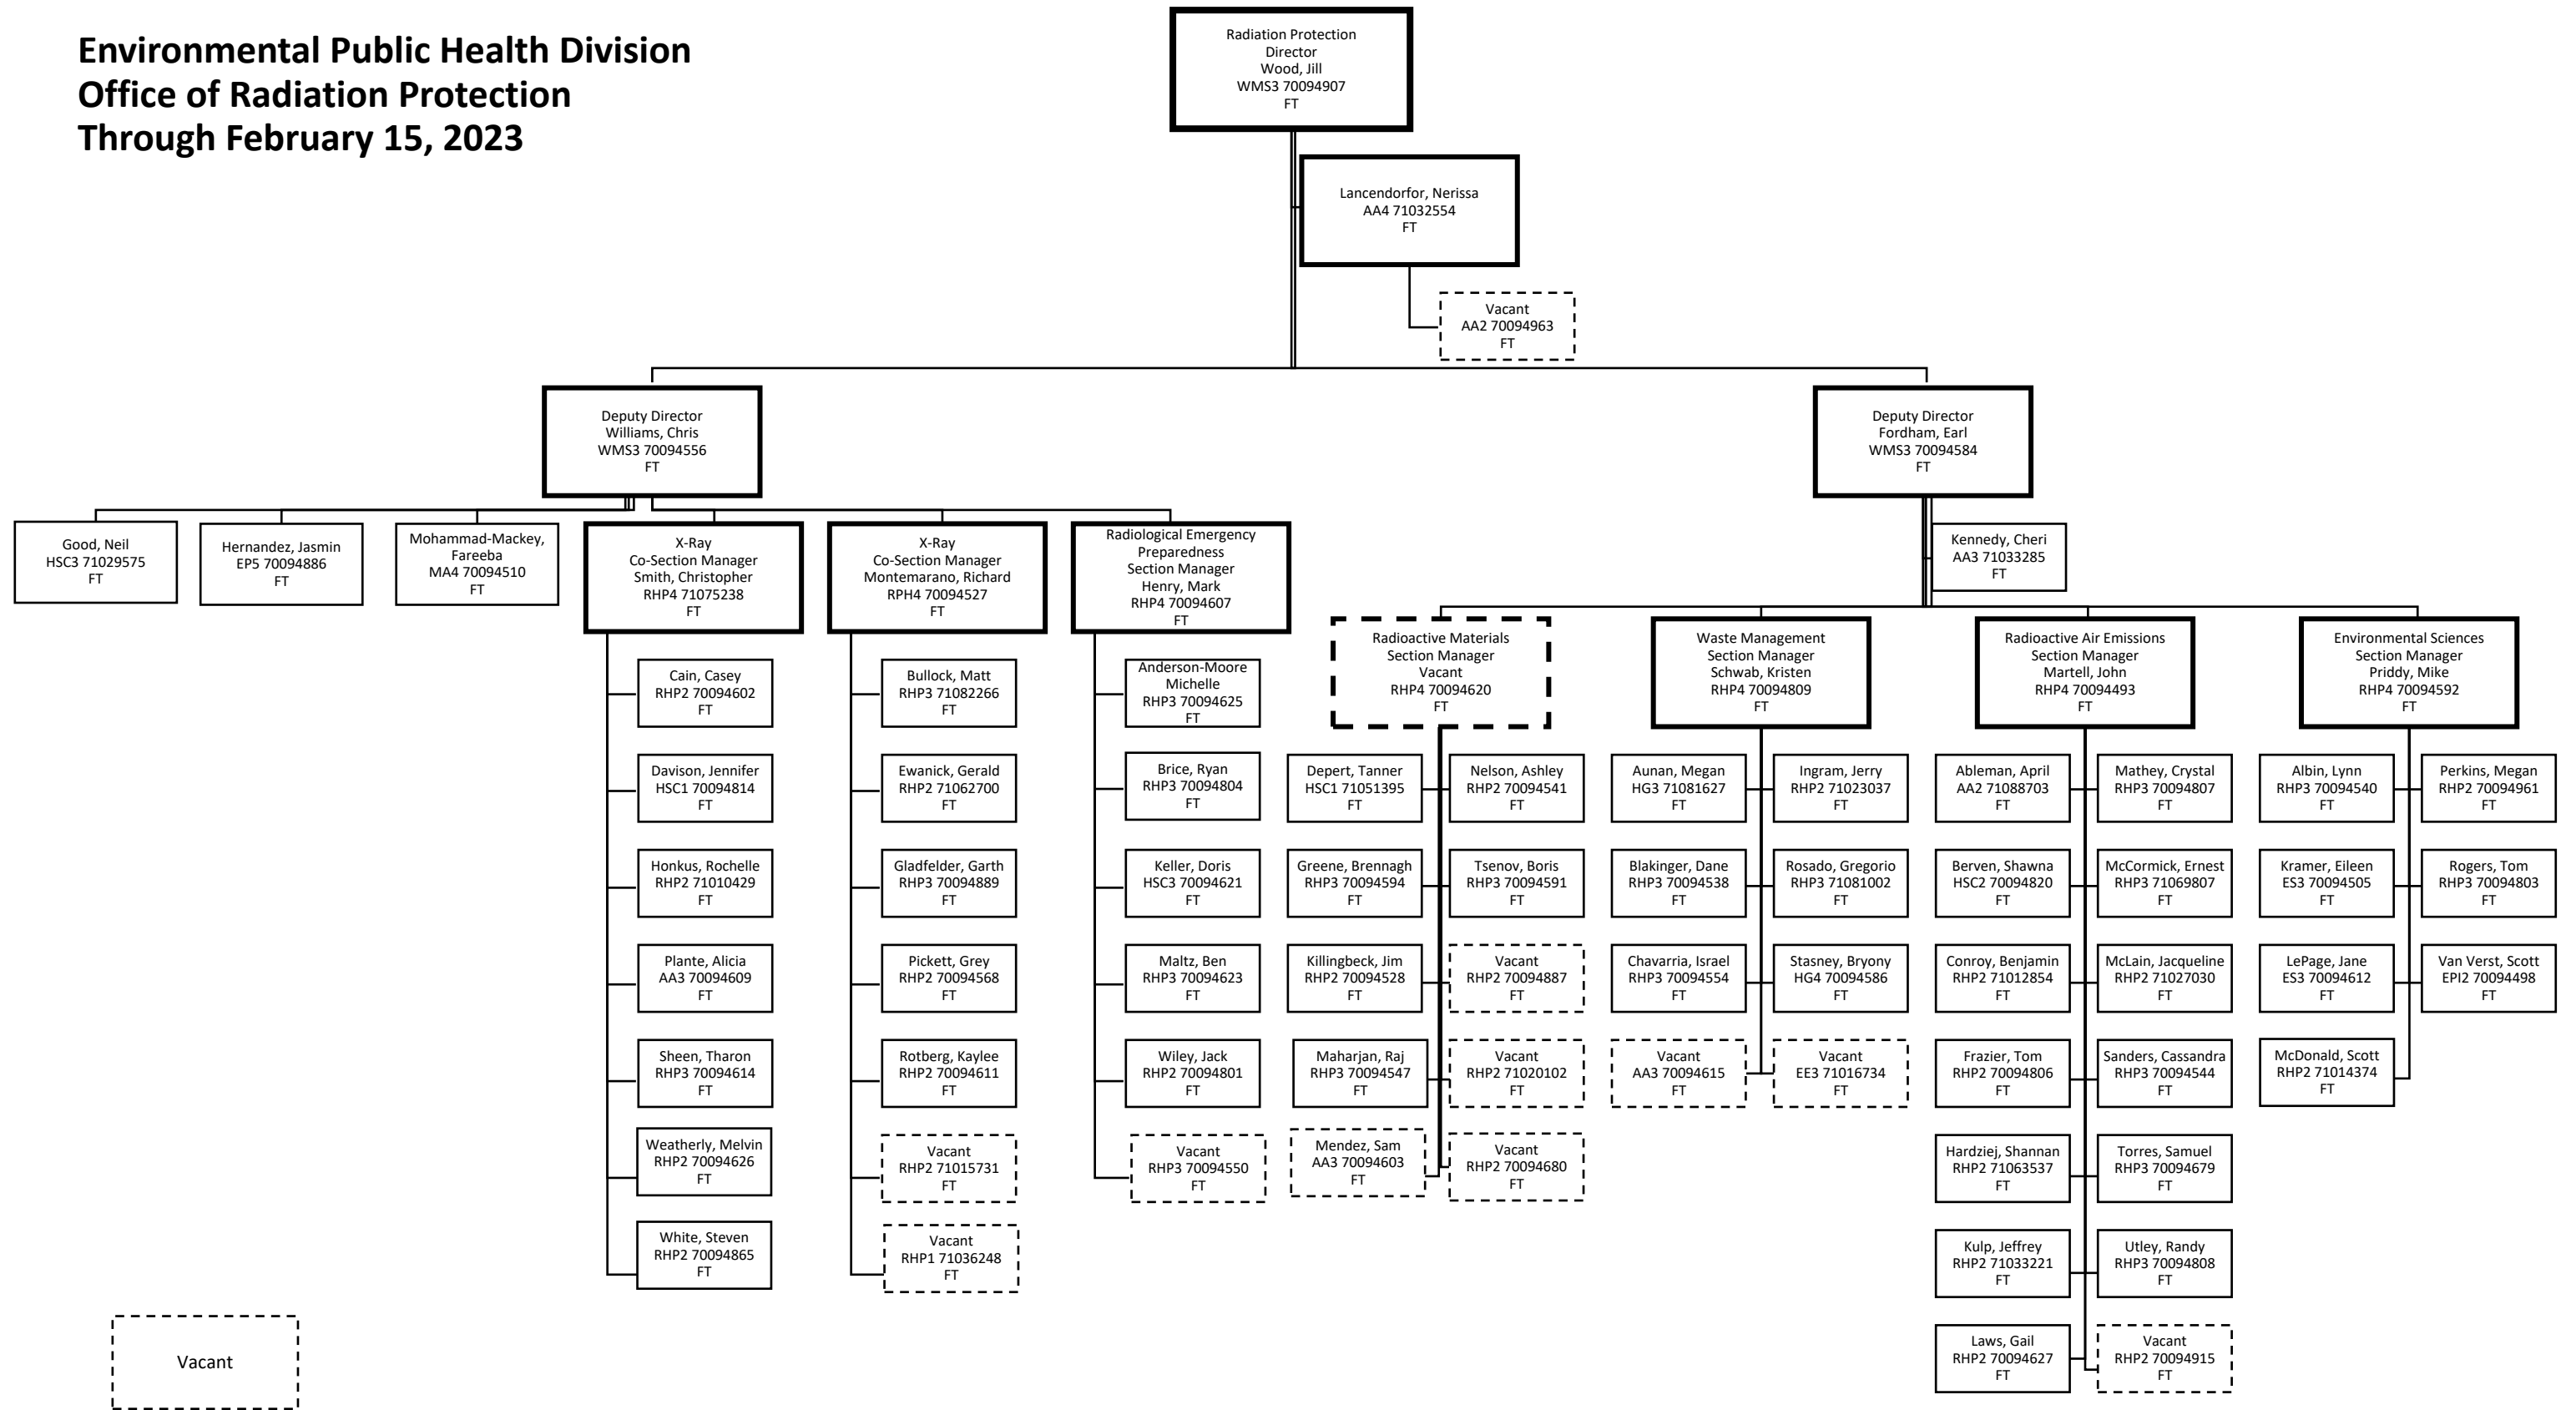 Environmental Public Health Division
Office of Radiation Protection
Through February 15, 2023
Radiation Protection
Director
Wood, Jill
WMS3 70094907
FT
Lancendorfor, Nerissa
AA4 71032554
FT
Vacant
AA2 70094963
FT
Deputy Director
Williams, Chris
WMS3 70094556
FT
Deputy Director
Fordham, Earl
WMS3 70094584
FT
Good, Neil
HSC3 71029575
FT
Hernandez, Jasmin
EP5 70094886
FT
Mohammad-Mackey,
Fareeba
MA4 70094510
FT
X-Ray
Co-Section Manager
Smith, Christopher
RHP4 71075238
FT
X-Ray
Co-Section Manager
Montemarano, Richard
RPH4 70094527
FT
Radiological Emergency
Preparedness
Section Manager
Henry, Mark
RHP4 70094607
FT
Kennedy, Cheri
AA3 71033285
FT
Radioactive Materials
Section Manager
Vacant
RHP4 70094620
FT
Waste Management
Section Manager
Schwab, Kristen
RHP4 70094809
FT
Radioactive Air Emissions
Section Manager
Martell, John
RHP4 70094493
FT
Environmental Sciences
Section Manager
Priddy, Mike
RHP4 70094592
FT
Cain, Casey
RHP2 70094602
FT
Davison, Jennifer
HSC1 70094814
FT
Honkus, Rochelle
RHP2 71010429
FT
Plante, Alicia
AA3 70094609
FT
Sheen, Tharon
RHP3 70094614
FT
Weatherly, Melvin
RHP2 70094626
FT
White, Steven
RHP2 70094865
FT
Bullock, Matt
RHP3 71082266
FT
Ewanick, Gerald
RHP2 71062700
FT
Gladfelder, Garth
RHP3 70094889
FT
Pickett, Grey
RHP2 70094568
FT
Rotberg, Kaylee
RHP2 70094611
FT
Vacant
RHP2 71015731
FT
Vacant
RHP1 71036248
FT
Anderson-Moore
Michelle
RHP3 70094625
FT
Brice, Ryan
RHP3 70094804
FT
Keller, Doris
HSC3 70094621
FT
Maltz, Ben
RHP3 70094623
FT
Wiley, Jack
RHP2 70094801
FT
Vacant
RHP3 70094550
FT
Depert, Tanner
HSC1 71051395
FT
Nelson, Ashley
RHP2 70094541
FT
Greene, Brennagh
RHP3 70094594
FT
Tsenov, Boris
RHP3 70094591
FT
Killingbeck, Jim
RHP2 70094528
FT
Vacant
RHP2 70094887
FT
Maharjan, Raj
RHP3 70094547
FT
Vacant
RHP2 71020102
FT
Mendez, Sam
AA3 70094603
FT
Vacant
RHP2 70094680
FT
Aunan, Megan
HG3 71081627
FT
Ingram, Jerry
RHP2 71023037
FT
Blakinger, Dane
RHP3 70094538
FT
Rosado, Gregorio
RHP3 71081002
FT
Chavarria, Israel
RHP3 70094554
FT
Stasney, Bryony
HG4 70094586
FT
Vacant
AA3 70094615
FT
Vacant
EE3 71016734
FT
Ableman, April
AA2 71088703
FT
Mathey, Crystal
RHP3 70094807
FT
Berven, Shawna
HSC2 70094820
FT
McCormick, Ernest
RHP3 71069807
FT
Conroy, Benjamin
RHP2 71012854
FT
McLain, Jacqueline
RHP2 71027030
FT
Frazier, Tom
RHP2 70094806
FT
Sanders, Cassandra
RHP3 70094544
FT
Hardziej, Shannan
RHP2 71063537
FT
Torres, Samuel
RHP3 70094679
FT
Kulp, Jeffrey
RHP2 71033221
FT
Utley, Randy
RHP3 70094808
FT
Laws, Gail
RHP2 70094627
FT
Vacant
RHP2 70094915
FT
Albin, Lynn
RHP3 70094540
FT
Perkins, Megan
RHP2 70094961
FT
Kramer, Eileen
ES3 70094505
FT
Rogers, Tom
RHP3 70094803
FT
LePage, Jane
ES3 70094612
FT
Van Verst, Scott
EPI2 70094498
FT
McDonald, Scott
RHP2 71014374
FT
Vacant